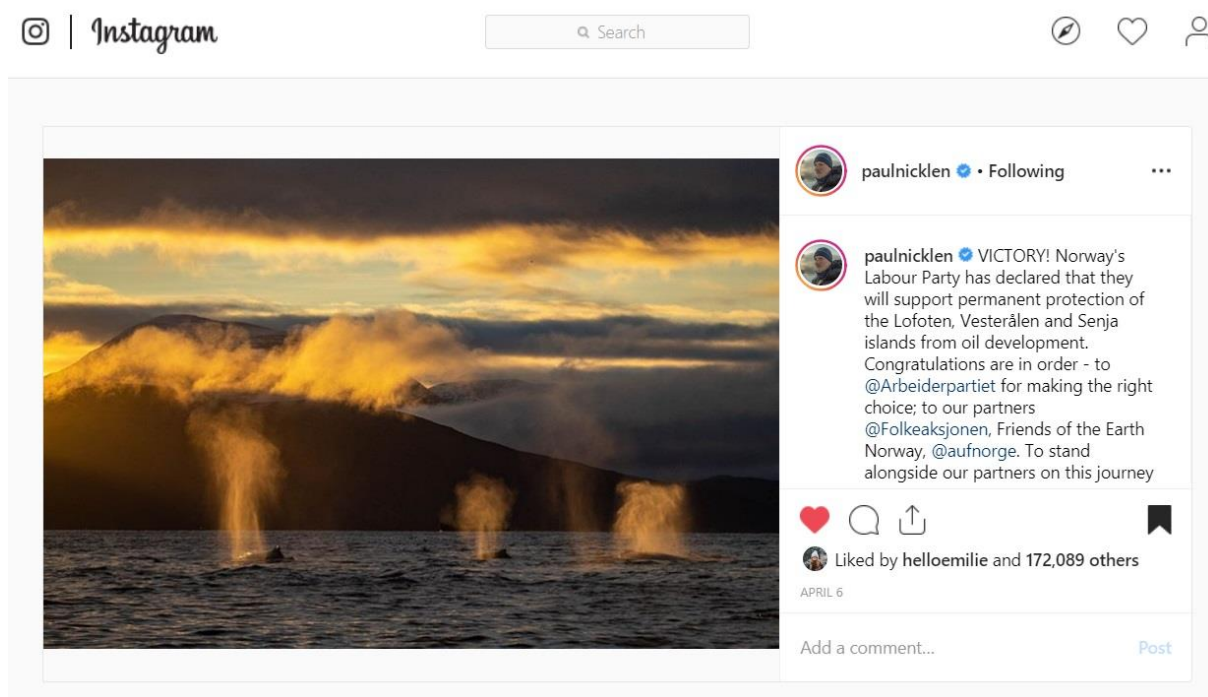 Instagram
Search
paulnicklen • Following
paulnicklen VICTORY! Norway's
Labour Party has declared that they
will support permanent protection of
the Lofoten, Vesterålen and Senja
islands from oil development.
Congratulations are in order - to
@Arbeiderpartiet for making the right
choice; to our partners
@Folkeaksjonen, Friends of the Earth
Norway, @aufnorge. To stand
alongside our partners on this journey
Liked by helloemilie and 172,089 others
APRIL 6
Add a comment... Post